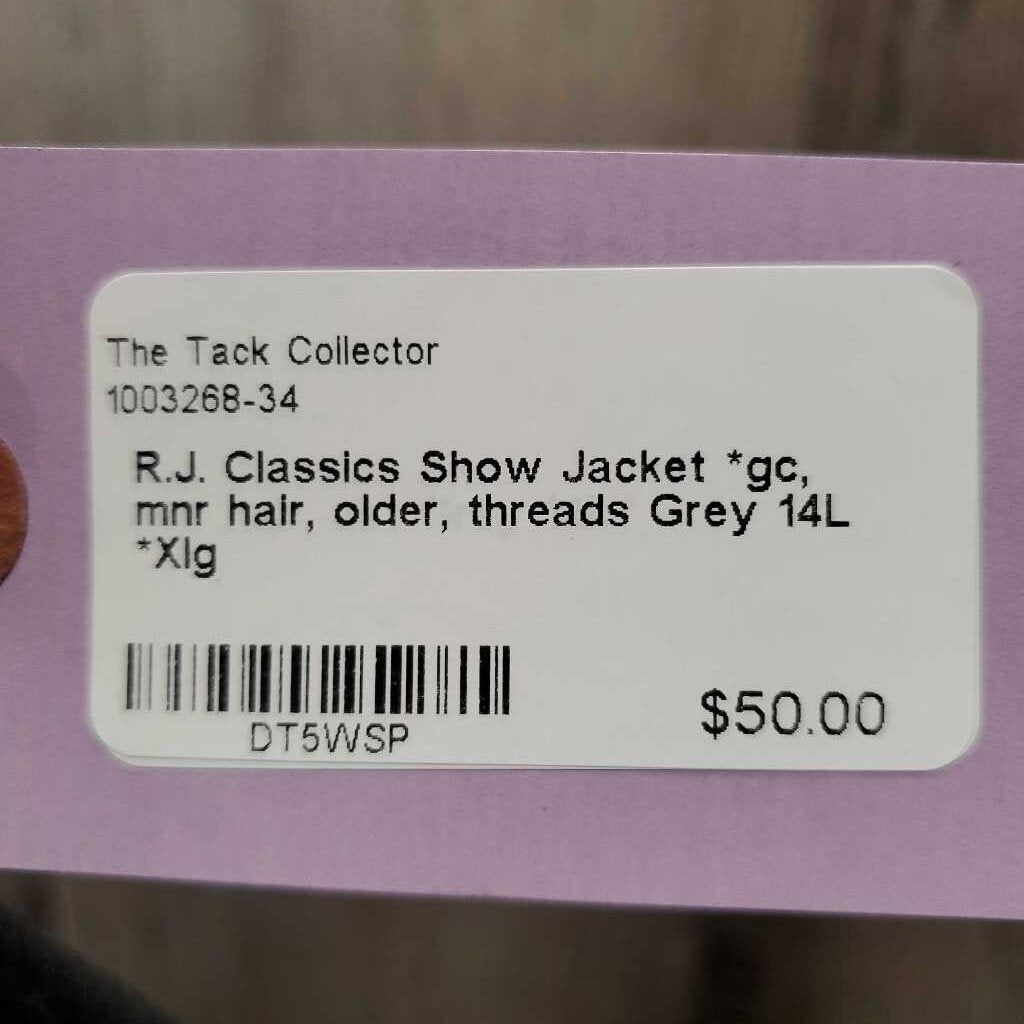 The Tack Collector
1003268-34
R.J. Classics Show Jacket *gc,
mnr hair, older, threads Grey 14L
*Xlg
DT5WSP
$50.00